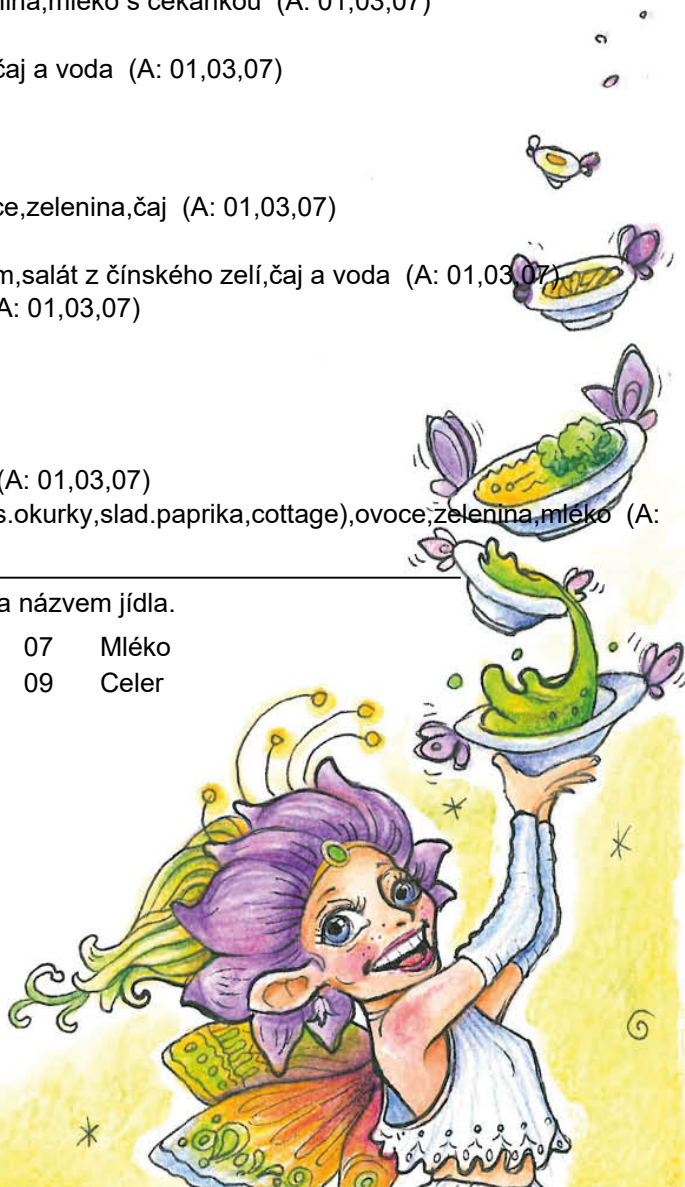 nina,mléko s čekankou (A: 01,03,07)
čaj a voda (A: 01,03,07)
ce,zelenina,čaj (A: 01,03,07)
m,salát z čínského zelí,čaj a voda (A: 01,03,07)
A: 01,03,07)
(A: 01,03,07)
s.okurky,slad.paprika,cottage),ovoce,zelenina,mléko (A:
a názvem jídla.
07 Mléko
09 Celer